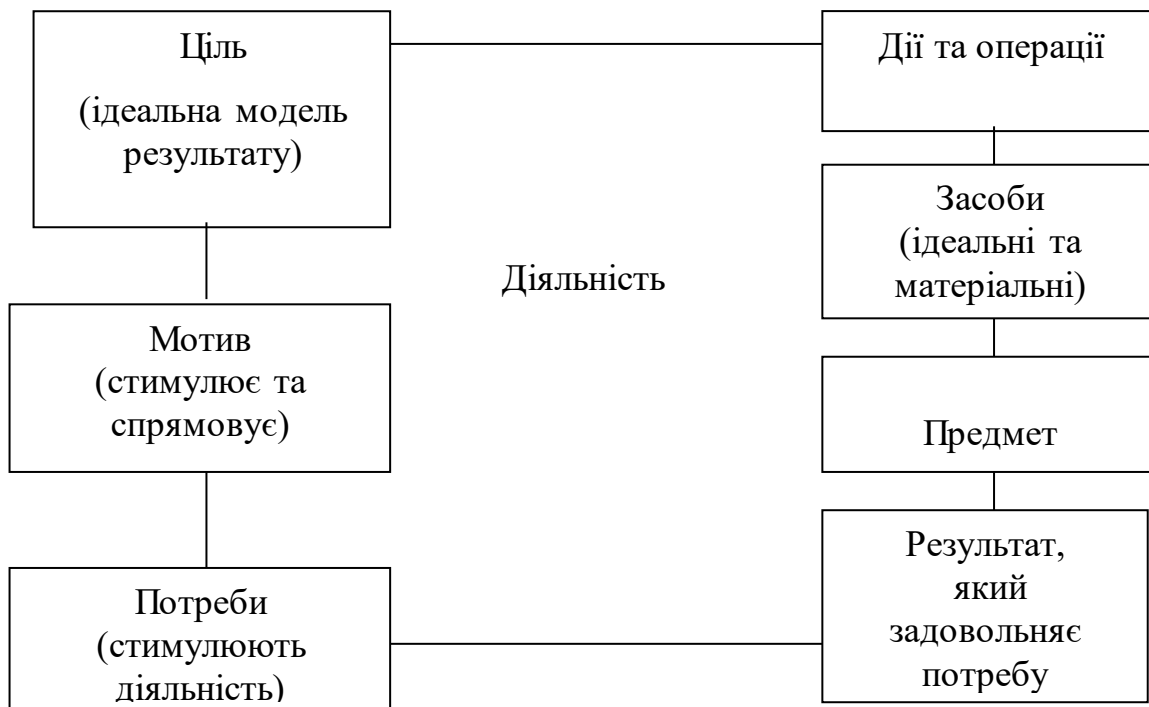 Ціль
(ідеальна модель
результату)
Дії та операції
Засоби
(ідеальні та
матеріальні)
Діяльність
Мотив
(стимулює та
спрямовує)
Предмет
Результат,
який
задовольняє
потребу
Потреби
(стимулюють
діяльність)